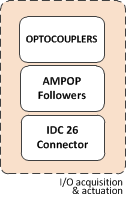 OPTOCOUPLERS
AMPOP
Followers
IDC 26
Connector
I/O acquisition
& actuation